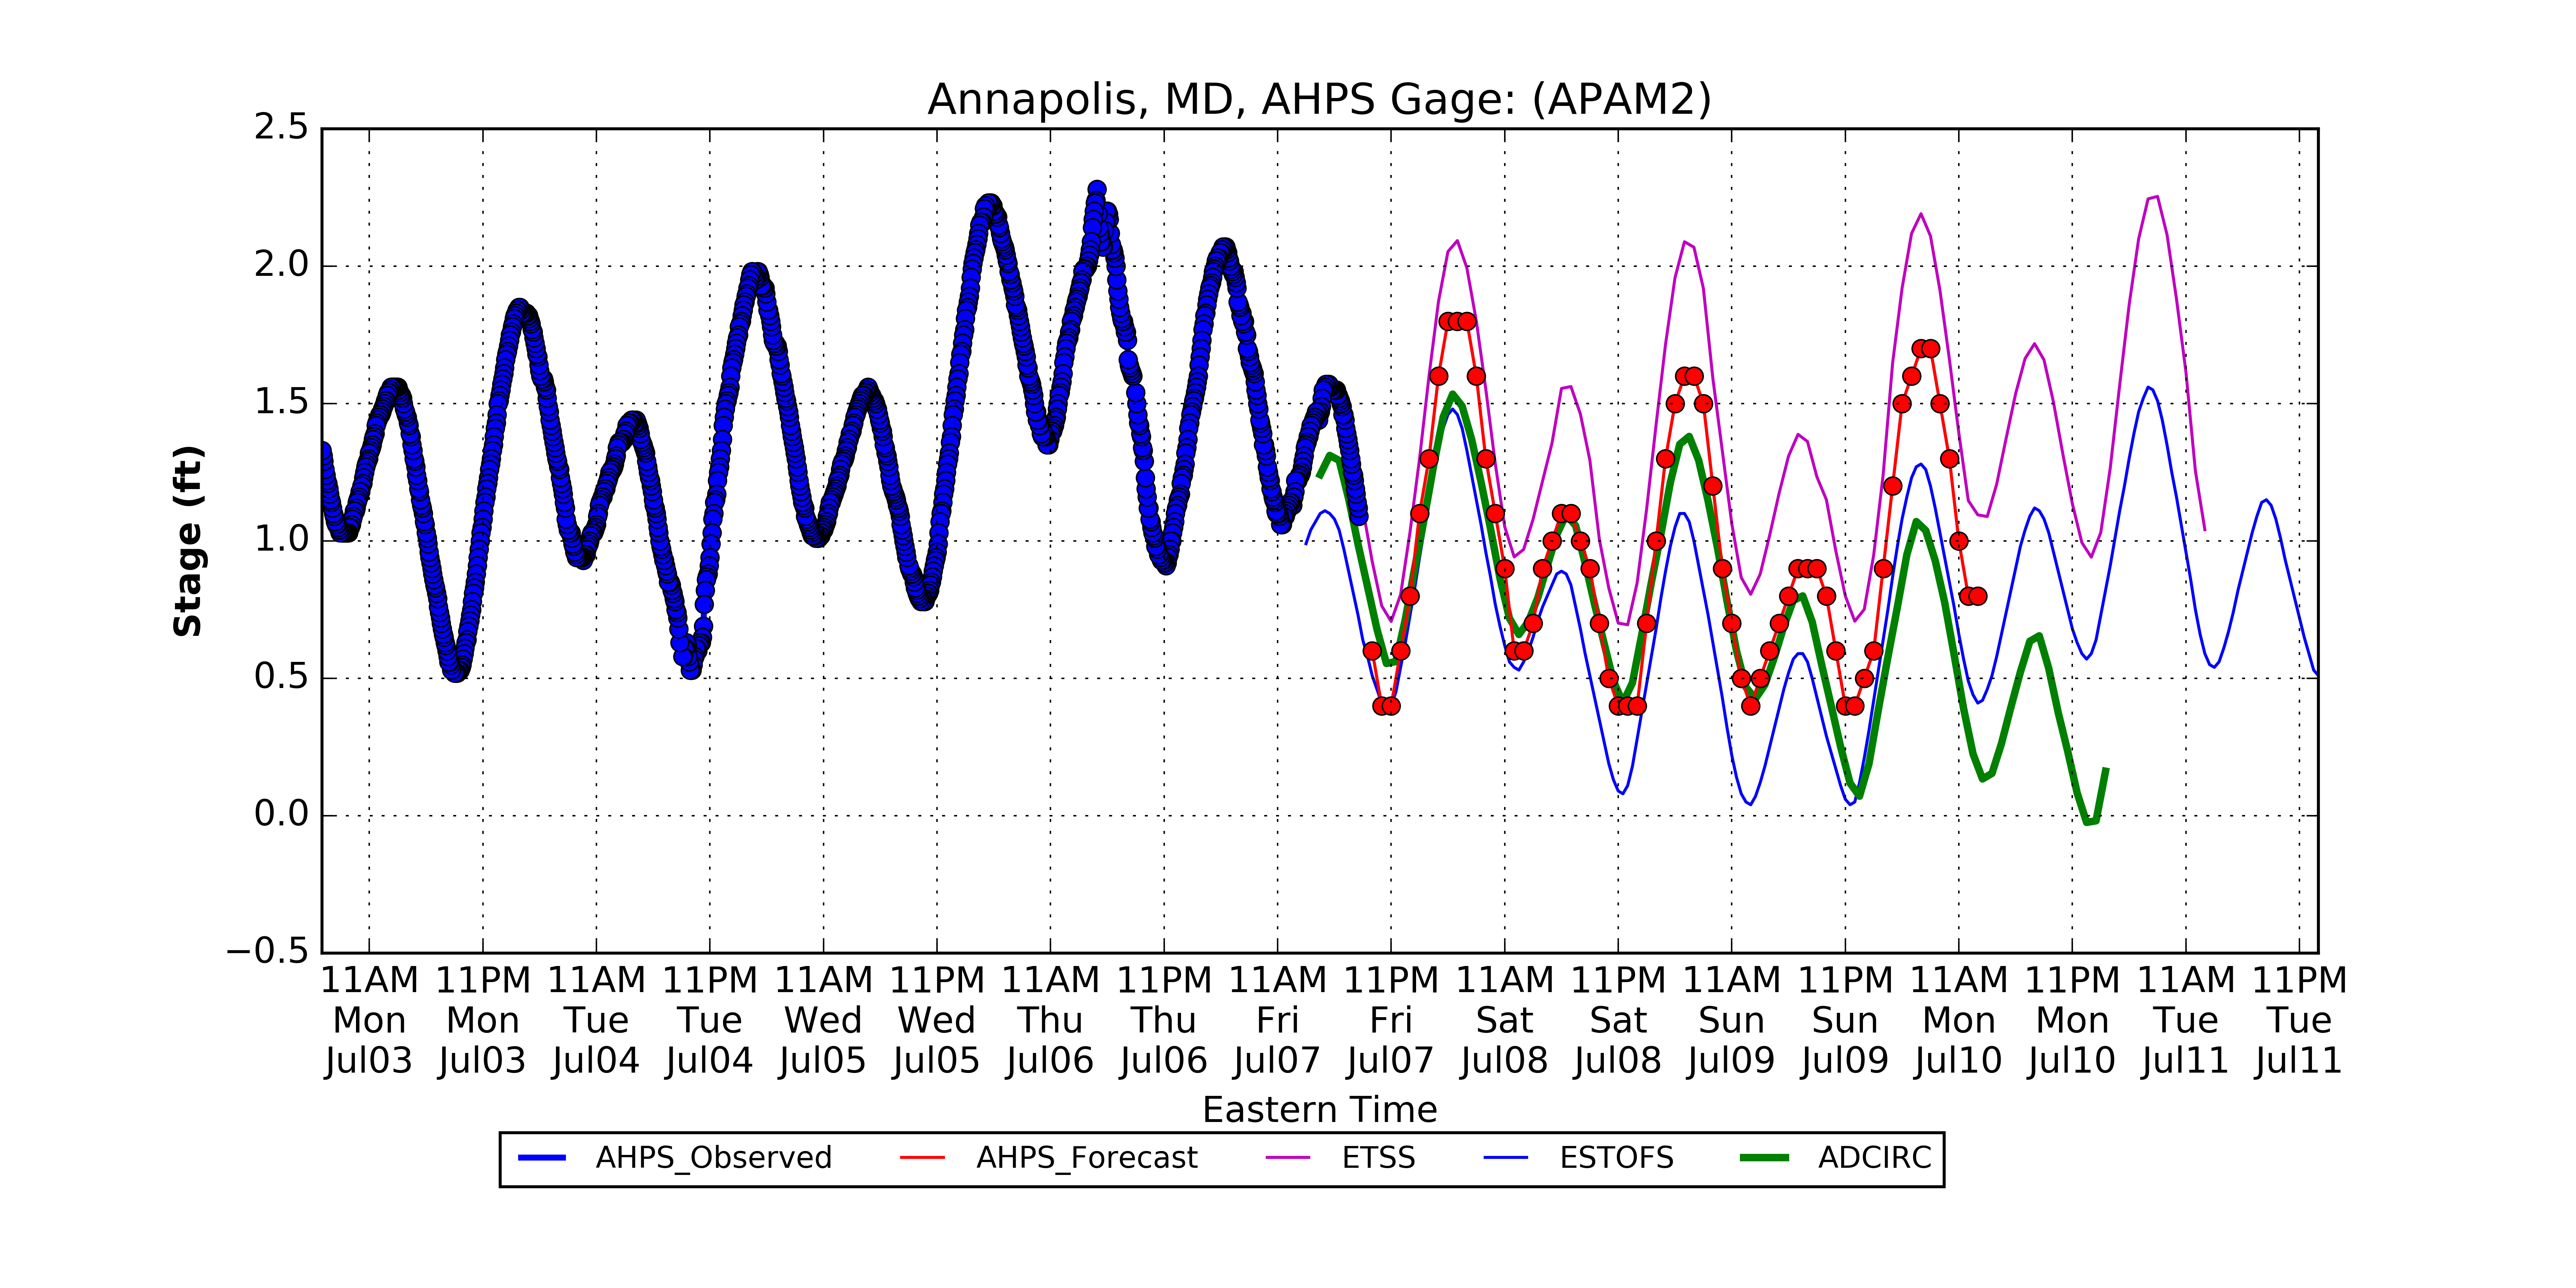 Annapolis, MD, AHPS Gage: (APAM2)
2.5
2.0
1.5
1.0
0.5
0.0
−0.5
Stage (ft)
11AM 11PM 11AM 11PM 11AM 11PM 11AM 11PM 11AM 11PM 11AM 11PM 11AM 11PM 11AM 11PM 11AM 11PM
Mon Mon Tue Tue Wed Wed Thu Thu Fri Fri Sat Sat Sun Sun Mon Mon Tue Tue
Jul03 Jul03 Jul04 Jul04 Jul05 Jul05 Jul06 Jul06 Jul07 Jul07 Jul08 Jul08 Jul09 Jul09 Jul10 Jul10 Jul11 Jul11
Eastern Time
AHPS_Observed AHPS_Forecast ETSS ESTOFS ADCIRC